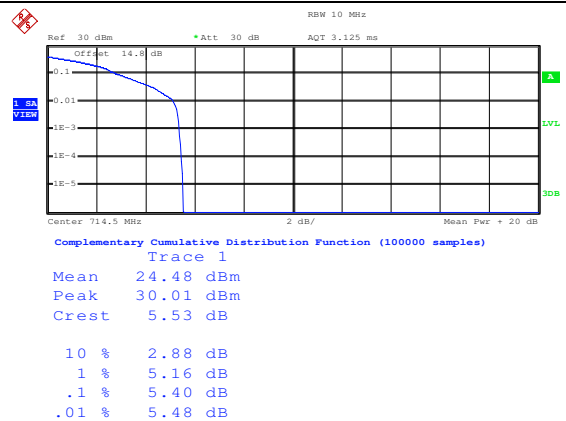 RBW 10 MHz
Ref 30 dBm *Att 30 dB AQT 3.125 ms
Offset 14.8 dB
0.1
A
0.01
1 SA
VIEW
1E-3
LVL
1E-4
1E-5
3DB
Center 714.5 MHz 2 dB/ Mean Pwr + 20 dB
Complementary Cumulative Distribution Function (100000 samples)
Trace 1
Mean 24.48 dBm
Peak 30.01 dBm
Crest 5.53 dB
10 % 2.88 dB
1 % 5.16 dB
.1 % 5.40 dB
.01 % 5.48 dB